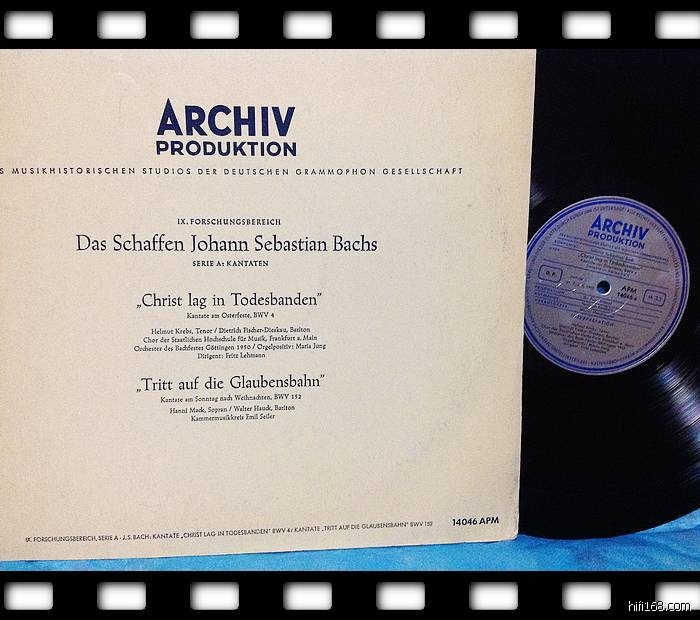 ARCHIV
PRODUKTION
S MUSIKHISTORISCHEN STUDIOS DER DEUTSCHEN GRAMMOPHON GESELLSCHAFT
IX. FORSCHUNGSBEREICH
Das Schaffen Johann Sebastian Bachs
SERIE A: KANTATEN
„Christ lag in Todesbanden”
Kantate am Osterfeste, BWV 4
Helmut Krebs, Tenor / Dietrich Fischer-Dieskau, Bariton
Chor der Staatlichen Hochschule für Musik, Frankfurt a. Main
Orchester des Bachfestes Göttingen 1950 / Orgelpositiv: Maria Jung
Dirigent: Fritz Lehmann
„Tritt auf die Glaubensbahn”
Kantate am Sonntag nach Weihnachten, BWV 152
Hanni Mack, Sopran / Walter Hauck, Bariton
Kammermusikkreis Emil Seiler
IX. FORSCHUNGSBEREICH, SERIE A - J. S. BACH: KANTATE „CHRIST LAG IN TODESBANDEN” BWV 4 / KANTATE „TRITT AUF DIE GLAUBENSBAHN” BWV 152
14046 APM
ARCHIV
PRODUKTION
„Christ lag in Todesbanden”
APM
14046 A
M 33
hifi168.com